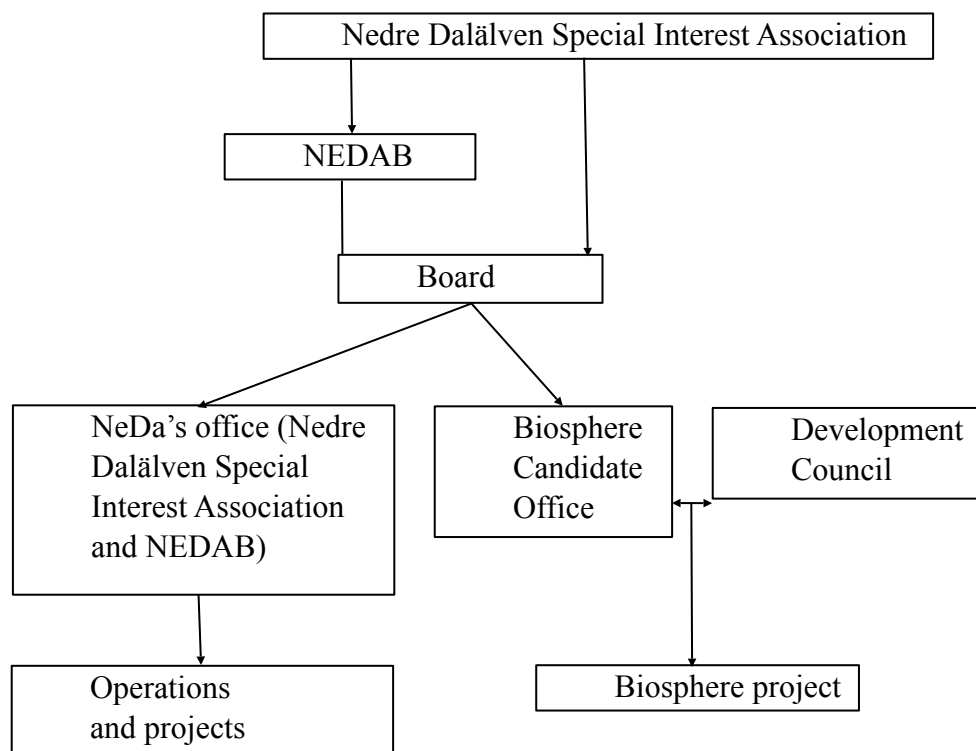 Nedre Dalälven Special Interest Association
NEDAB
Board
NeDa’s office (Nedre
Dalälven Special
Interest Association
and NEDAB)
Biosphere
Candidate
Office
Development
Council
Operations
and projects
Biosphere project